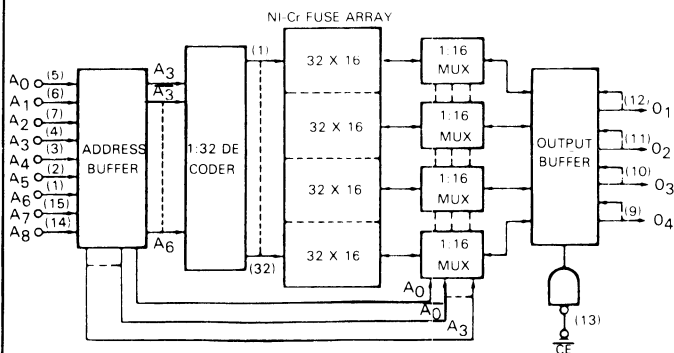 NI-Cr FUSE ARRAY
A0 (5)
A1 (6)
A2 (7)
A3 (4)
A4 (3)
A5 (2)
A6 (1)
A7 (15)
A8 (14)
ADDRESS
BUFFER
A3
A3
A6
1:32 DE
CODER
(1)
(32)
32 X 16
32 X 16
32 X 16
32 X 16
1:16
MUX
1:16
MUX
1:16
MUX
1:16
MUX
A0
A0
A3
OUTPUT
BUFFER
(12) O1
(11) O2
(10) O3
(9) O4
(13)
CE